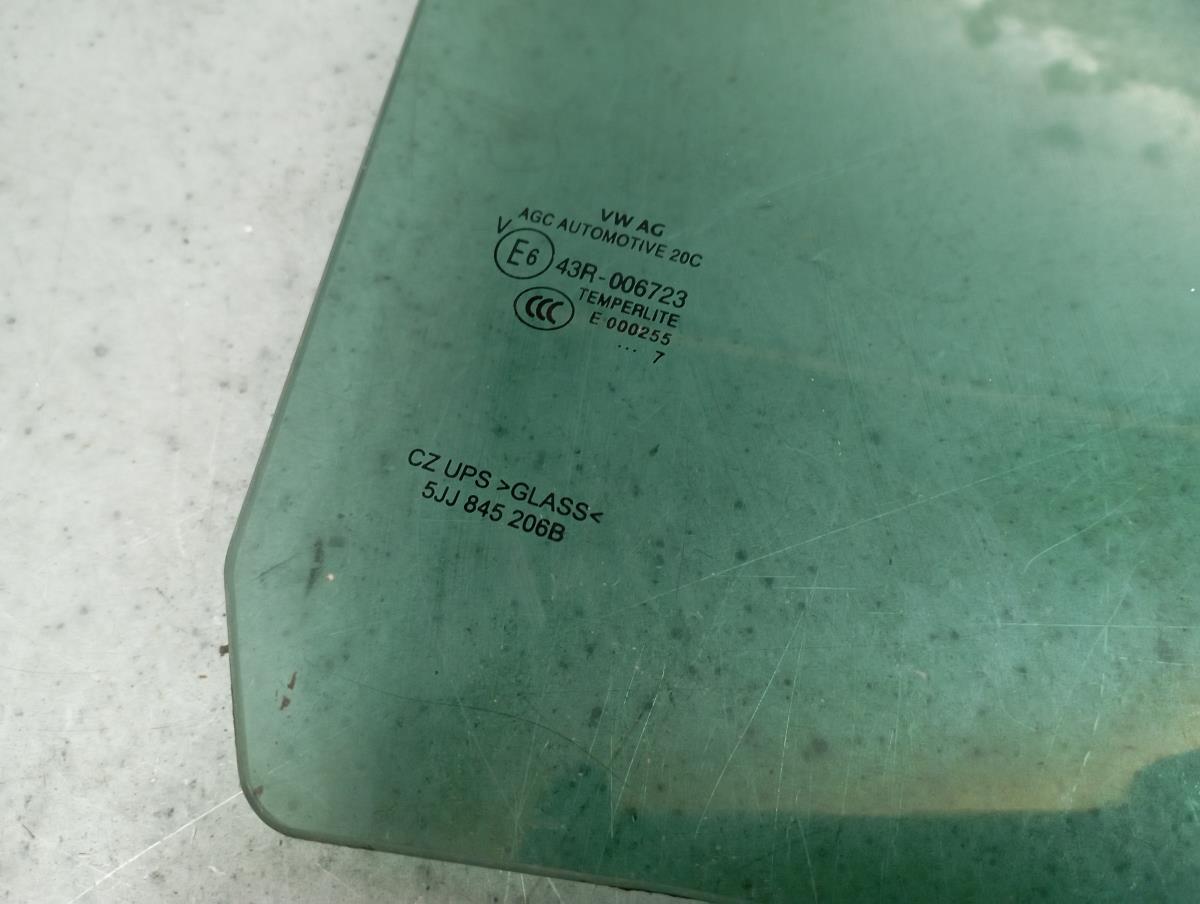 VW AG
AGC AUTOMOTIVE 20C
V
E6 43R-006723
CCC TEMPERLITE
E 000255
... 7
CZ UPS >GLASS<
5JJ 845 206B